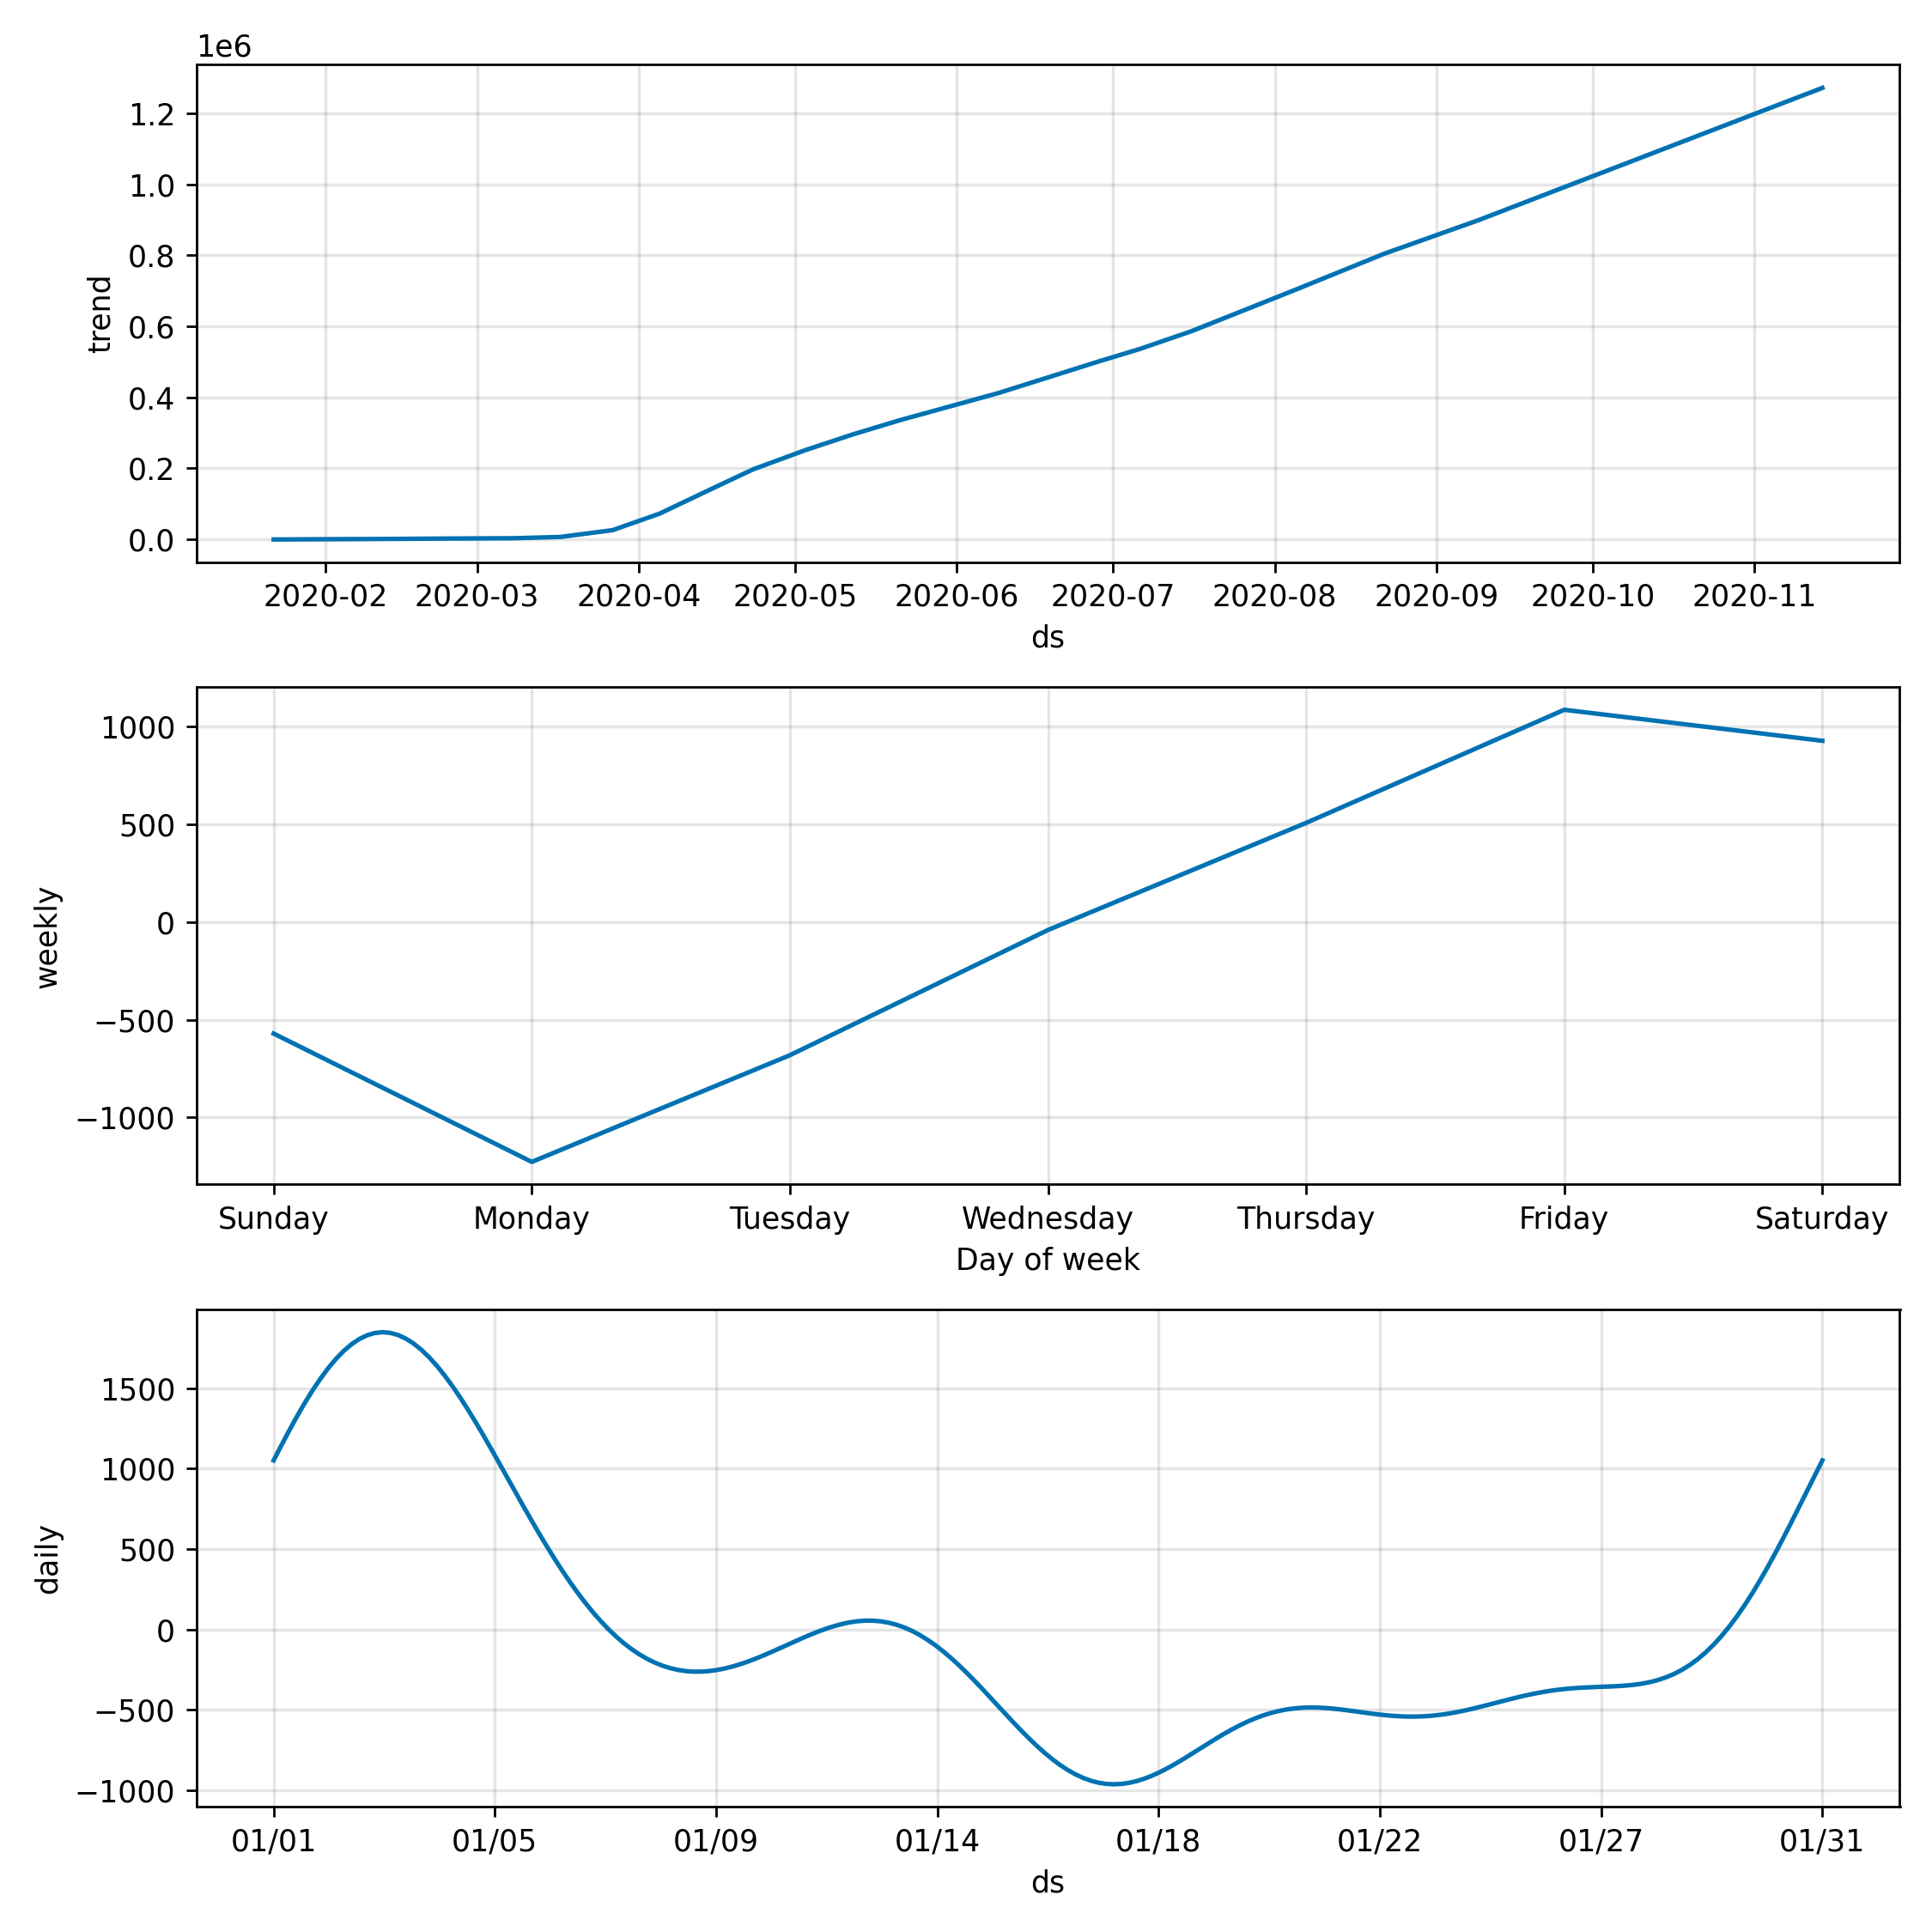 1e6
1.2
1.0
0.8
0.6
0.4
0.2
0.0
trend
2020-02 2020-03 2020-04 2020-05 2020-06 2020-07 2020-08 2020-09 2020-10 2020-11
ds
1000
500
0
−500
−1000
weekly
Sunday Monday Tuesday Wednesday Thursday Friday Saturday
Day of week
1500
1000
500
0
−500
−1000
daily
01/01 01/05 01/09 01/14 01/18 01/22 01/27 01/31
ds